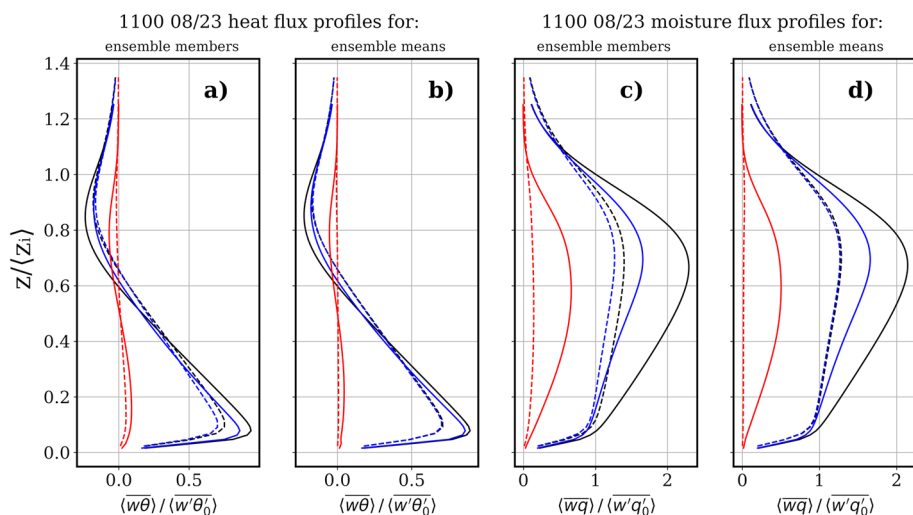 1100 08/23 heat flux profiles for:
1100 08/23 moisture flux profiles for:
ensemble members
ensemble means
ensemble members
ensemble means
a)
b)
c)
d)
1.4
1.2
1.0
0.8
0.6
0.4
0.2
0.0
z/⟨zᵢ⟩
0.0 0.5
0.0 0.5
0 1 2
0 1 2
⟨w̅θ̅⟩ / ⟨w̅′̅θ̅′₀⟩
⟨w̅θ̅⟩ / ⟨w̅′̅θ̅′₀⟩
⟨w̅q̅⟩ / ⟨w̅′̅q̅′₀⟩
⟨w̅q̅⟩ / ⟨w̅′̅q̅′₀⟩